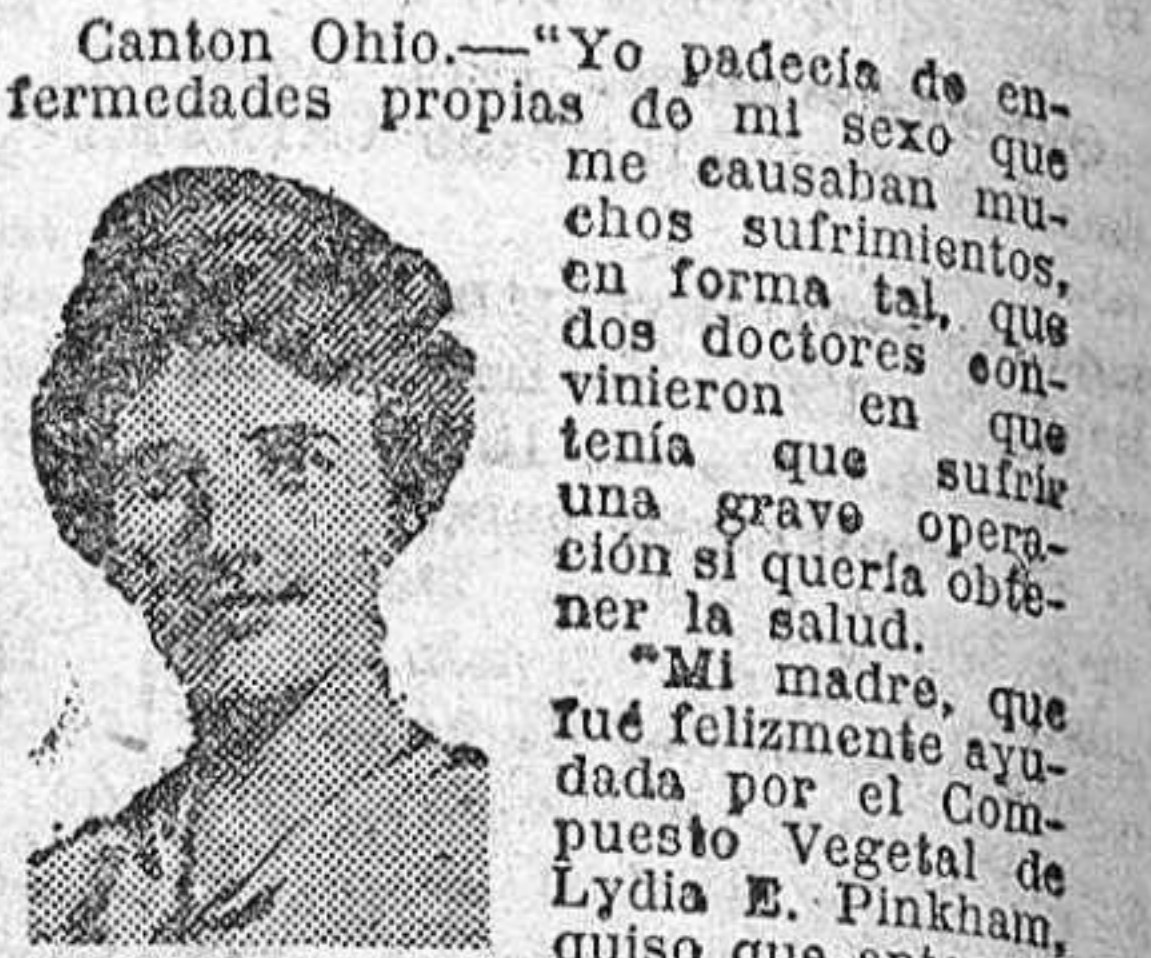 Canton Ohio.—“Yo padecía de en-
fermedades propias de mi sexo que
me causaban mu-
chos sufrimientos,
en forma tal, que
dos doctores con-
vinieron en que
tenía que sufrir
una grave opera-
ción si quería obte-
ner la salud.
“Mi madre, que
fué felizmente ayu-
dada por el Com-
puesto Vegetal de
Lydia E. Pinkham,
quiso que